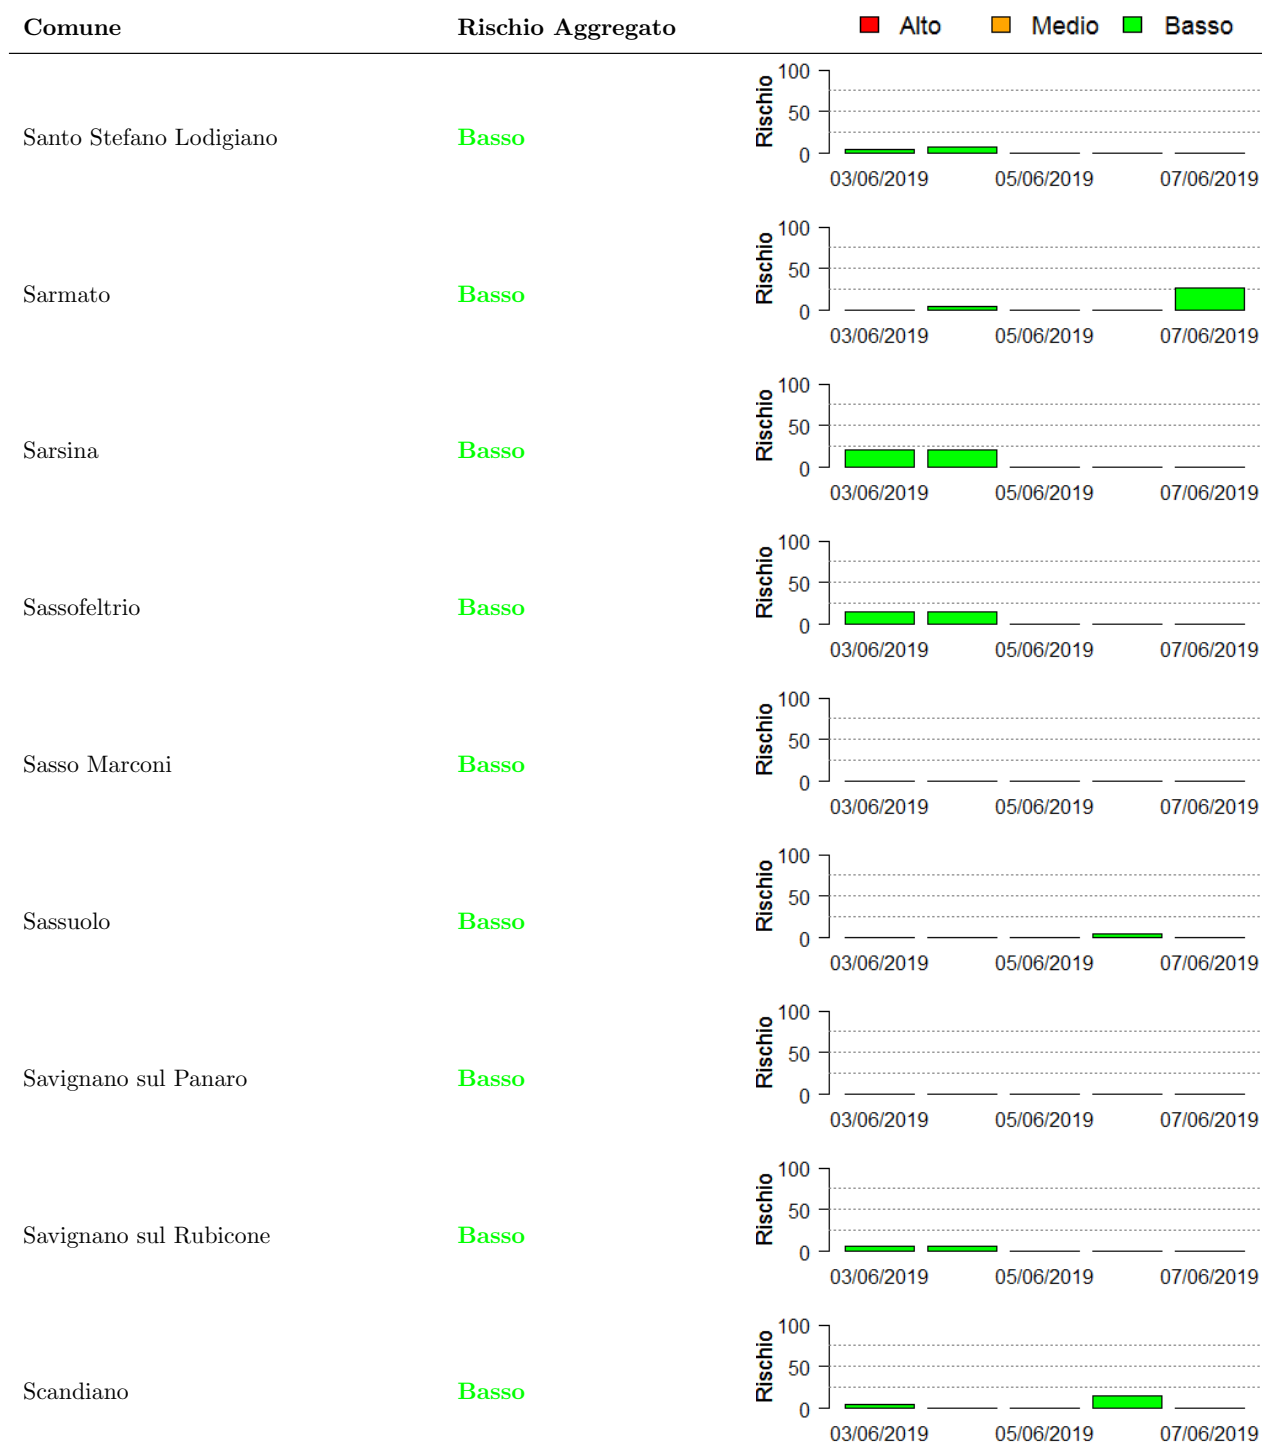 Comune Rischio Aggregato Alto Medio Basso
Santo Stefano Lodigiano Basso
Rischio
100
50
0
03/06/2019 05/06/2019 07/06/2019
Sarmato Basso
Rischio
100
50
0
03/06/2019 05/06/2019 07/06/2019
Sarsina Basso
Rischio
100
50
0
03/06/2019 05/06/2019 07/06/2019
Sassofeltrio Basso
Rischio
100
50
0
03/06/2019 05/06/2019 07/06/2019
Sasso Marconi Basso
Rischio
100
50
0
03/06/2019 05/06/2019 07/06/2019
Sassuolo Basso
Rischio
100
50
0
03/06/2019 05/06/2019 07/06/2019
Savignano sul Panaro Basso
Rischio
100
50
0
03/06/2019 05/06/2019 07/06/2019
Savignano sul Rubicone Basso
Rischio
100
50
0
03/06/2019 05/06/2019 07/06/2019
Scandiano Basso
Rischio
100
50
0
03/06/2019 05/06/2019 07/06/2019